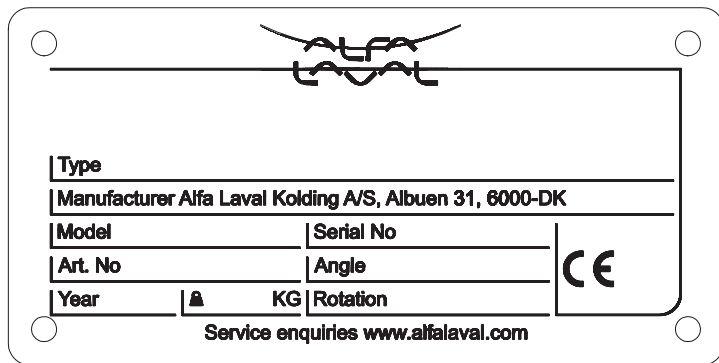 ALFA
LAVAL
Type
Manufacturer Alfa Laval Kolding A/S, Albuen 31, 6000-DK
Model Serial No
Art. No Angle
CE
Year KG Rotation
Service enquiries www.alfalaval.com